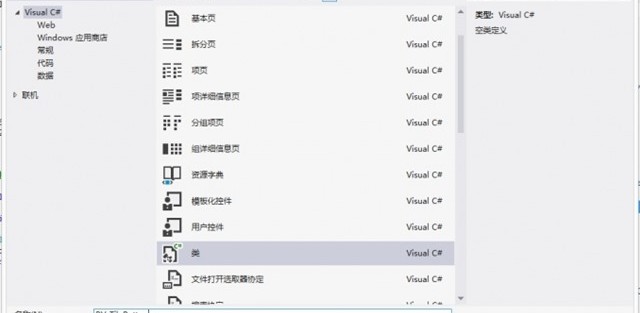 Visual C#
Web
Windows 应用商店
常规
代码
数据
联机
基本页 Visual C#
拆分页 Visual C#
项页 Visual C#
项详细信息页 Visual C#
分组项页 Visual C#
组详细信息页 Visual C#
资源字典 Visual C#
模板化控件 Visual C#
用户控件 Visual C#
类 Visual C#
文件打开选取器协定 Visual C#
类型: Visual C#
空类定义